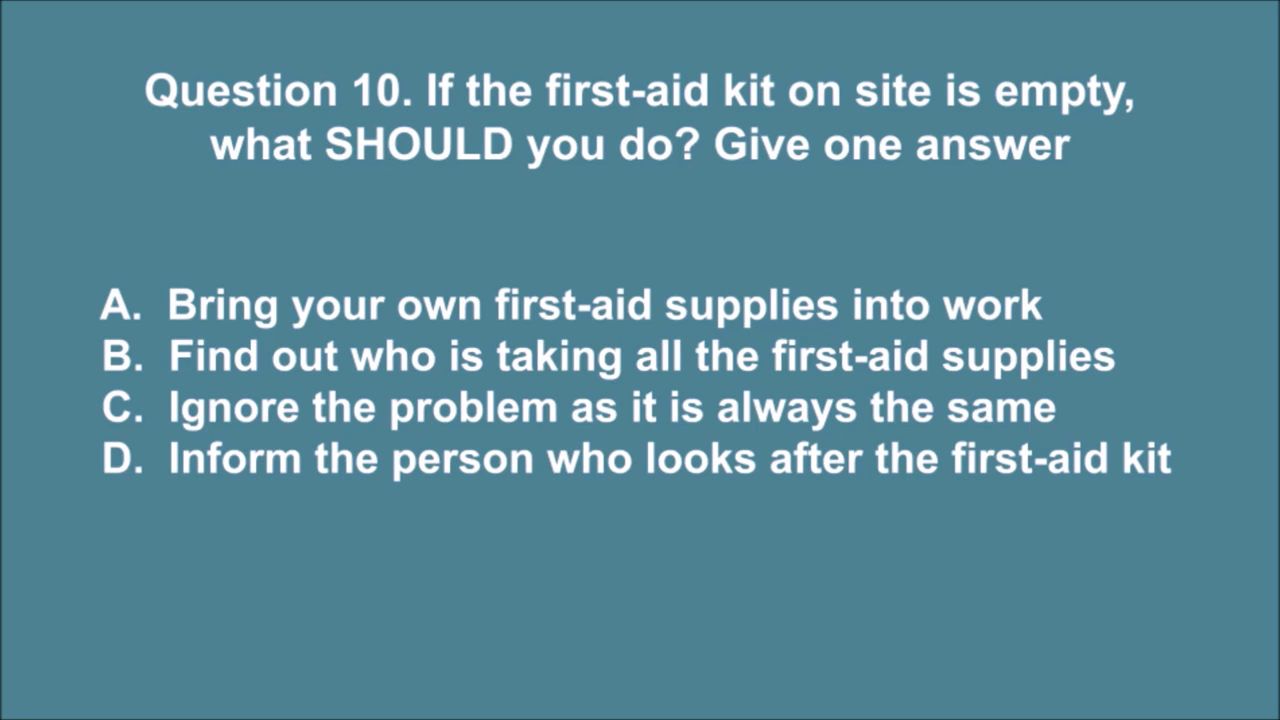 Question 10. If the first-aid kit on site is empty,
what SHOULD you do? Give one answer
A. Bring your own first-aid supplies into work
B. Find out who is taking all the first-aid supplies
C. Ignore the problem as it is always the same
D. Inform the person who looks after the first-aid kit